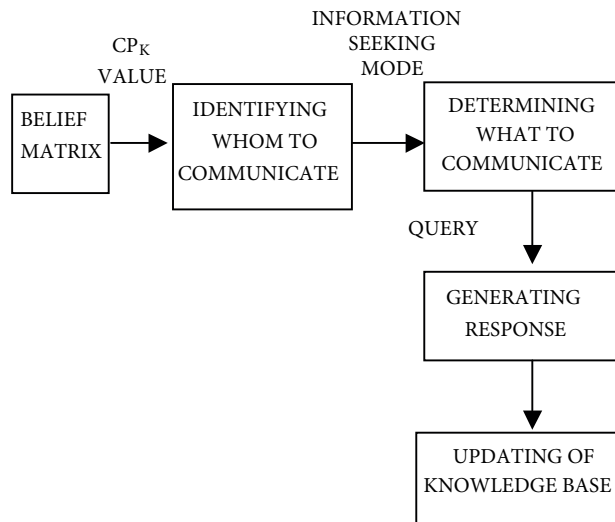 CPK
VALUE
INFORMATION
SEEKING
MODE
BELIEF
MATRIX
IDENTIFYING
WHOM TO
COMMUNICATE
DETERMINING
WHAT TO
COMMUNICATE
QUERY
GENERATING
RESPONSE
UPDATING OF
KNOWLEDGE BASE